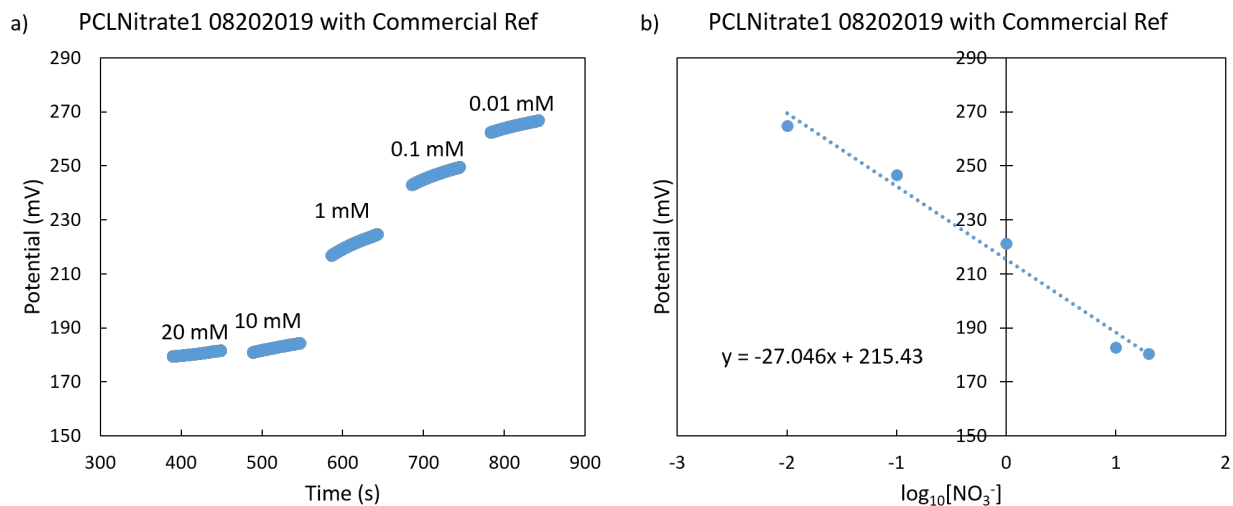 a) PCLNitrate1 08202019 with Commercial Ref
290
270
250
230
210
190
170
150
Potential (mV)
0.01 mM
0.1 mM
1 mM
10 mM
20 mM
300 400 500 600 700 800 900
Time (s)
b) PCLNitrate1 08202019 with Commercial Ref
290
270
250
230
210
190
170
150
Potential (mV)
y = -27.046x + 215.43
-3 -2 -1 0 1 2
log₁₀[NO₃⁻]